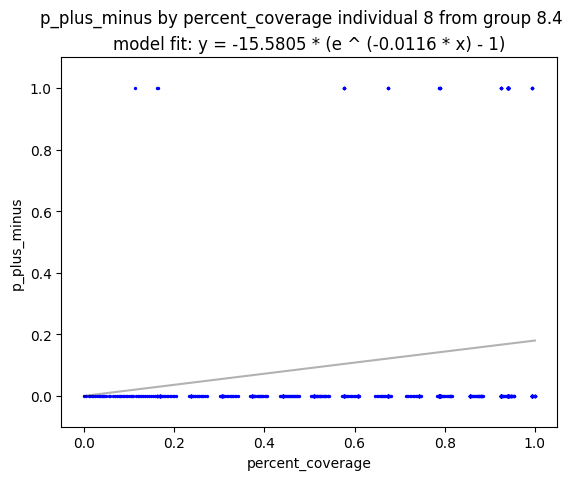 p_plus_minus by percent_coverage individual 8 from group 8.4
model fit: y = -15.5805 * (e ^ (-0.0116 * x) - 1)
1.0
0.8
0.6
0.4
0.2
0.0
p_plus_minus
0.0 0.2 0.4 0.6 0.8 1.0
percent_coverage